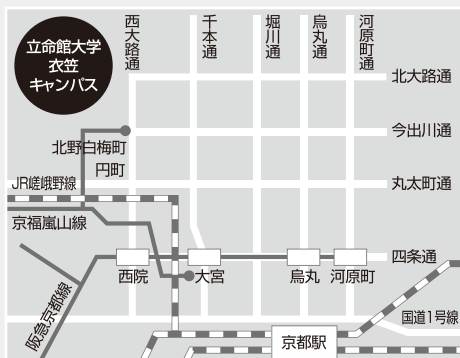 立命館大学
衣笠
キャンパス
西大路通
千本通
堀川通
烏丸通
河原町通
北大路通
今出川通
北野白梅町
円町
丸太町通
JR嵯峨野線
京福嵐山線
四条通
西院
大宮
烏丸
河原町
阪急京都線
国道1号線
京都駅